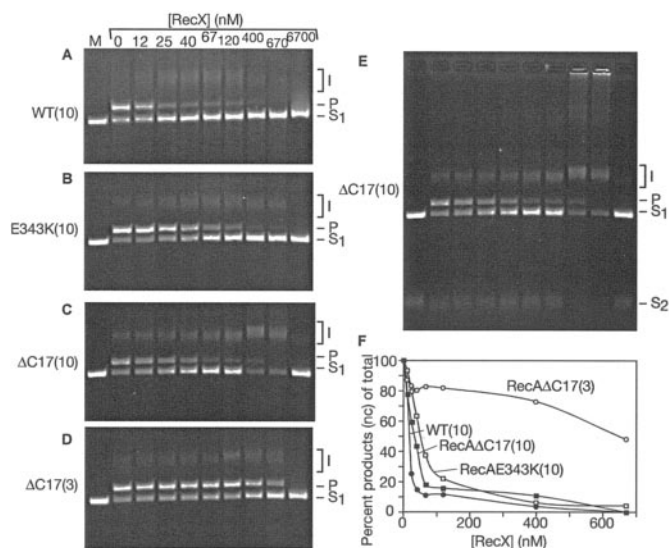 [RecX] (nM)
M 0 12 25 40 67 120 400 670 6700
A
WT(10)
I
P
S1
B
E343K(10)
I
P
S1
C
ΔC17(10)
I
P
S1
D
ΔC17(3)
I
P
S1
E
ΔC17(10)
I
P
S1
S2
F
Percent products (nc) of total
100
80
60
40
20
0
RecAΔC17(3)
WT(10)
RecAΔC17(10)
RecAE343K(10)
0 200 400 600
[RecX] (nM)